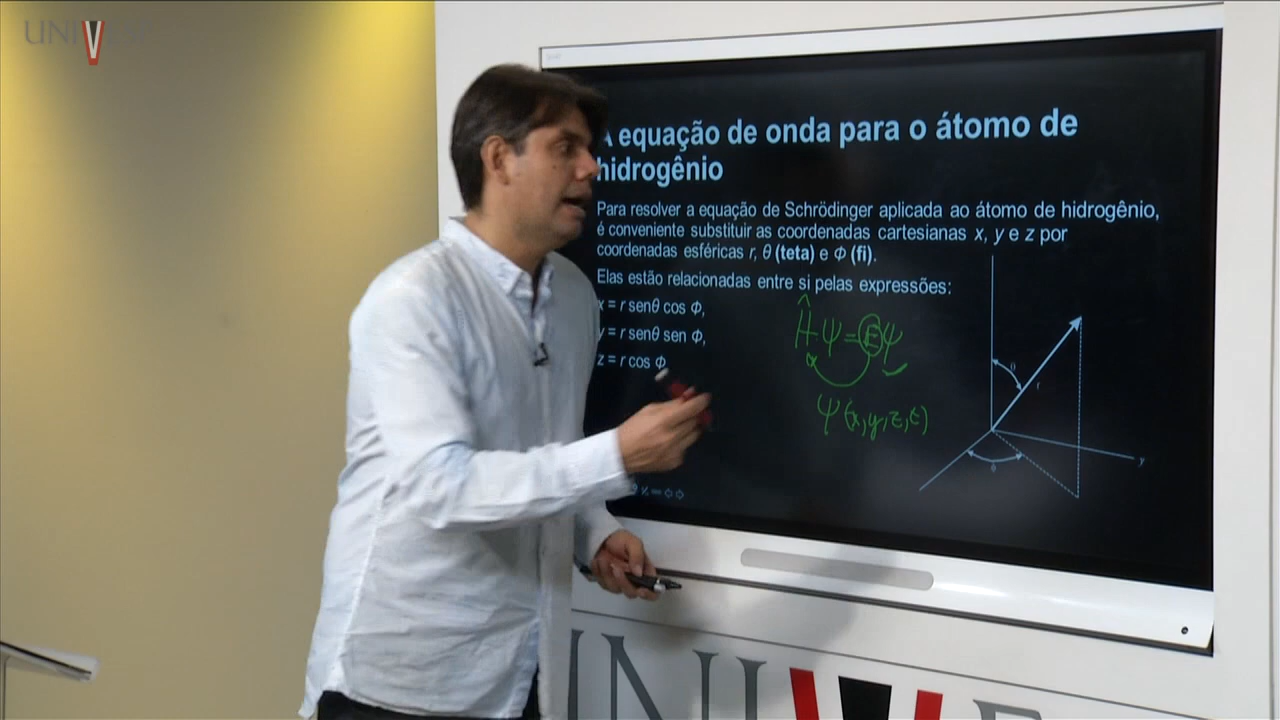 UNIV
A equação de onda para o átomo de
hidrogênio
Para resolver a equação de Schrödinger aplicada ao átomo de hidrogênio,
é conveniente substituir as coordenadas cartesianas x, y e z por
coordenadas esféricas r, θ (teta) e Φ (fi).
Elas estão relacionadas entre si pelas expressões:
x = r senθ cos Φ,
y = r senθ sen Φ,
z = r cos Φ
Ĥψ = Eψ
ψ(x,y,z,t)
θ
r
y
ϕ
UNIVE